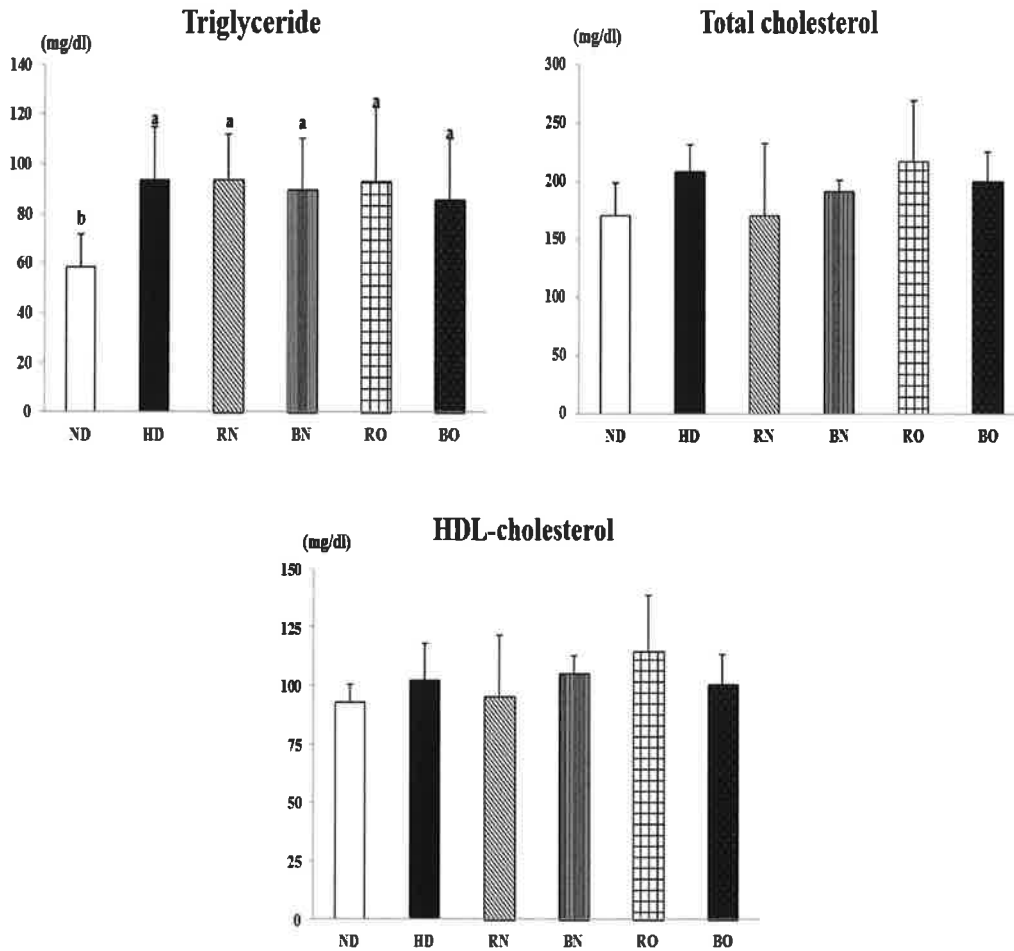 Triglyceride
(mg/dl)
140
120
100
80
60
40
20
0
b
a
a
a
a
a
ND HD RN BN RO BO
Total cholesterol
(mg/dl)
300
250
200
150
100
50
0
ND HD RN BN RO BO
HDL-cholesterol
(mg/dl)
150
125
100
75
50
25
0
ND HD RN BN RO BO